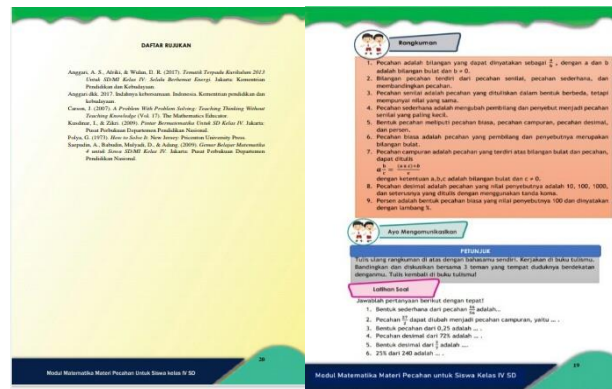 DAFTAR RUJUKAN
Anggari, A. S., Afriki, & Wulan, D. R. (2017). Tematik Terpadu Kurikulum 2013
Untuk SD/MI Kelas IV. Selalu Berhemat Energi. Jakarta: Kementrian
Pendidikan dan Kebudayaan.
Anggari dkk. 2017. Indahnya kebersamaan. Indonesia. Kementrian pendidikan dan
kebudayaan.
Carson, J. (2007). A Problem With Problem Solving: Teaching Thinking Without
Teaching Knowledge (Vol. 17). The Mathematics Educator.
Kusdinar, J., & Zikri. (2009). Pintar Bermatematika Untuk SD Kelas IV. Jakarta:
Pusat Perbukuan Departemen Pendidikan Nasional.
Polya, G. (1973). How to Solve It. New Jersey: Princeton University Press.
Saepudin, A., Babudin, Mulyadi, D., & Adang. (2009). Gemar Belajar Matematika
4 untuk Siswa SD/MI Kelas IV. Jakarta: Pusat Perbukuan Departemen
Pendidikan Nasional.
20
Modul Matematika Materi Pecahan Untuk Siswa kelas IV SD
Rangkuman
1. Pecahan adalah bilangan yang dapat dinyatakan sebagai a/b, dengan a dan b
adalah bilangan bulat dan b ≠ 0.
2. Bilangan pecahan terdiri dari pecahan senilai, pecahan sederhana, dan
membandingkan pecahan.
3. Pecahan senilai adalah pecahan yang dituliskan dalam bentuk berbeda, tetapi
mempunyai nilai yang sama.
4. Pecahan sederhana adalah mengubah pembilang dan penyebut menjadi pecahan
senilai yang paling kecil.
5. Bentuk pecahan meliputi pecahan biasa, pecahan campuran, pecahan desimal,
dan persen.
6. Pecahan biasa adalah pecahan yang pembilang dan penyebutnya merupakan
bilangan bulat.
7. Pecahan campuran adalah pecahan yang terdiri atas bilangan bulat dan pecahan,
dapat ditulis
a b/c = (a x c)+b/c
dengan ketentuan a,b,c adalah bilangan bulat dan c ≠ 0.
8. Pecahan desimal adalah pecahan yang nilai penyebutnya adalah 10, 100, 1000,
dan seterusnya yang ditulis dengan menggunakan tanda koma.
9. Persen adalah bentuk pecahan biasa yang nilai penyebutnya 100 dan dinyatakan
dengan lambang %.
Ayo Mengomunikasikan
PETUNJUK
Tulis ulang rangkuman di atas dengan bahasamu sendiri. Kerjakan di buku tulismu.
Bandingkan dan diskusikan bersama 3 teman yang tempat duduknya berdekatan
denganmu. Tulis kembali di buku tulismu!
Latihan Soal
Jawablah pertanyaan berikut dengan tepat!
1. Bentuk sederhana dari pecahan adalah...
2. Pecahan dapat diubah menjadi pecahan campuran, yaitu ... .
3. Bentuk pecahan dari 0,25 adalah ... .
4. Pecahan desimal dari 72% adalah ... .
5. Bentuk desimal dari adalah ....
6. 25% dari 240 adalah ... .
19
Modul Matematika Materi Pecahan untuk Siswa Kelas IV SD